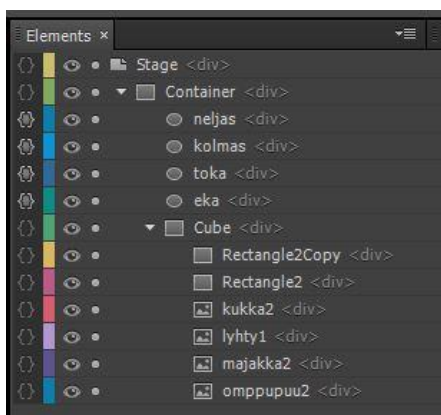 Elements ×
Stage <div>
Container <div>
neljas <div>
kolmas <div>
toka <div>
eka <div>
Cube <div>
Rectangle2Copy <div>
Rectangle2 <div>
kukka2 <div>
lyhty1 <div>
majakka2 <div>
omppupuu2 <div>